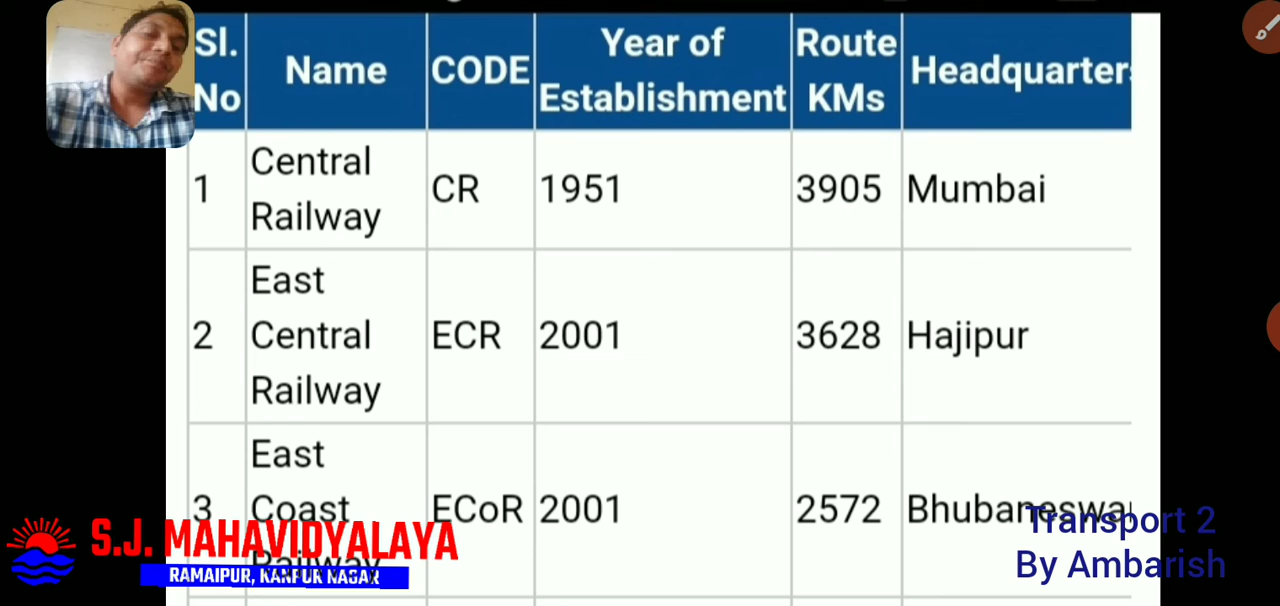 Sl. No
Name
CODE
Year of Establishment
Route KMs
Headquarters
1
Central Railway
CR
1951
3905
Mumbai
2
East Central Railway
ECR
2001
3628
Hajipur
3
East Coast Railway
ECoR
2001
2572
Bhubaneswa
S.J. MAHAVIDYALAYA
RAMAIPUR, KANPUR NAGAR
Transport 2
By Ambarish